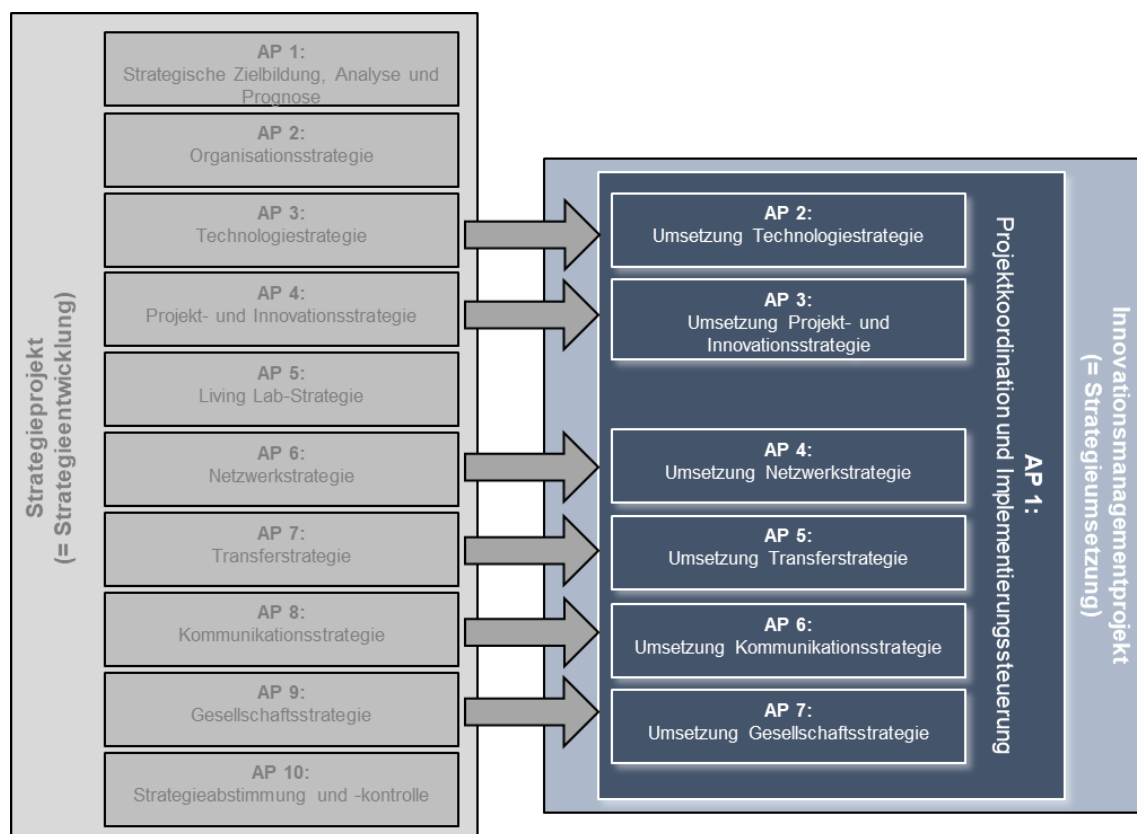 Strategieprojekt
(= Strategieentwicklung)
AP 1:
Strategische Zielbildung, Analyse und
Prognose
AP 2:
Organisationsstrategie
AP 3:
Technologiestrategie
AP 4:
Projekt- und Innovationsstrategie
AP 5:
Living Lab-Strategie
AP 6:
Netzwerkstrategie
AP 7:
Transferstrategie
AP 8:
Kommunikationsstrategie
AP 9:
Gesellschaftsstrategie
AP 10:
Strategieabstimmung und -kontrolle
AP 2:
Umsetzung Technologiestrategie
AP 3:
Umsetzung Projekt- und
Innovationsstrategie
AP 4:
Umsetzung Netzwerkstrategie
AP 5:
Umsetzung Transferstrategie
AP 6:
Umsetzung Kommunikationsstrategie
AP 7:
Umsetzung Gesellschaftsstrategie
AP 1:
Projektkoordination und Implementierungssteuerung
Innovationsmanagementprojekt
(= Strategieumsetzung)